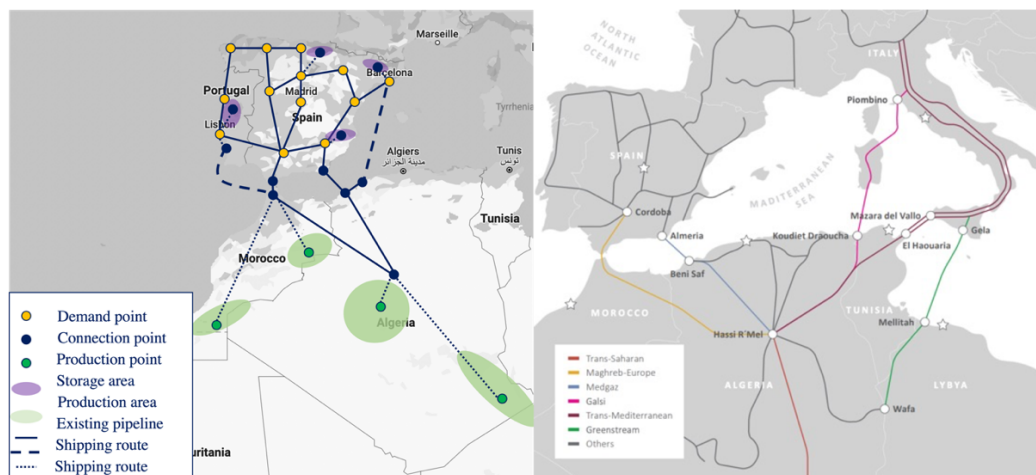 Marseille
Portugal
Madrid
Barcelona
Lisbon
Spain
Tyrrhenia
Algiers
مدينة الجزائر
Tunis
تونس
Tunisia
Morocco
Algeria
uritania
Demand point
Connection point
Production point
Storage area
Production area
Existing pipeline
Shipping route
Shipping route
NORTH
ATLANTIC
OCEAN
ITALY
Piombino
SPAIN
MADITERRANEAN
SEA
Cordoba
Almeria
Mazara del Vallo
Koudiet Draoucha
Gela
El Haouaria
Beni Saf
MOROCCO
TUNISIA
Mellitah
Hassi R'Mel
ALGERIA
LYBYA
Wafa
Trans-Saharan
Maghreb-Europe
Medgaz
Galsi
Trans-Mediterranean
Greenstream
Others